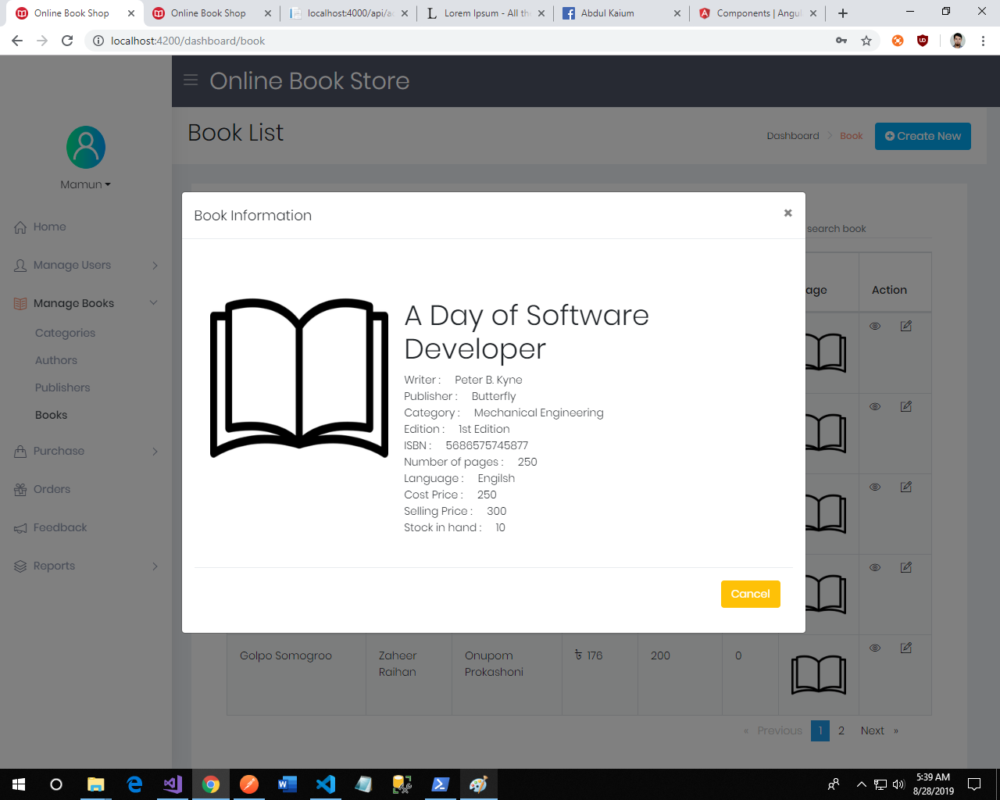 Online Book Shop
Online Book Shop
localhost:4000/api/a
Lorem Ipsum - All th
Abdul Kaium
Components | Angul
localhost:4200/dashboard/book
Online Book Store
Book List
Dashboard > Book
Create New
Mamun
Home
Manage Users
Manage Books
Categories
Authors
Publishers
Books
Purchase
Orders
Feedback
Reports
search book
Book Information
×
A Day of Software
Developer
Writer : Peter B. Kyne
Publisher : Butterfly
Category : Mechanical Engineering
Edition : 1st Edition
ISBN : 5686575745877
Number of pages : 250
Language : Engilsh
Cost Price : 250
Selling Price : 300
Stock in hand : 10
Cancel
age Action
Golpo Somogroo Zaheer Raihan Onupom Prokashoni ৳ 176 200 0
« Previous 1 2 Next »
5:39 AM
8/28/2019